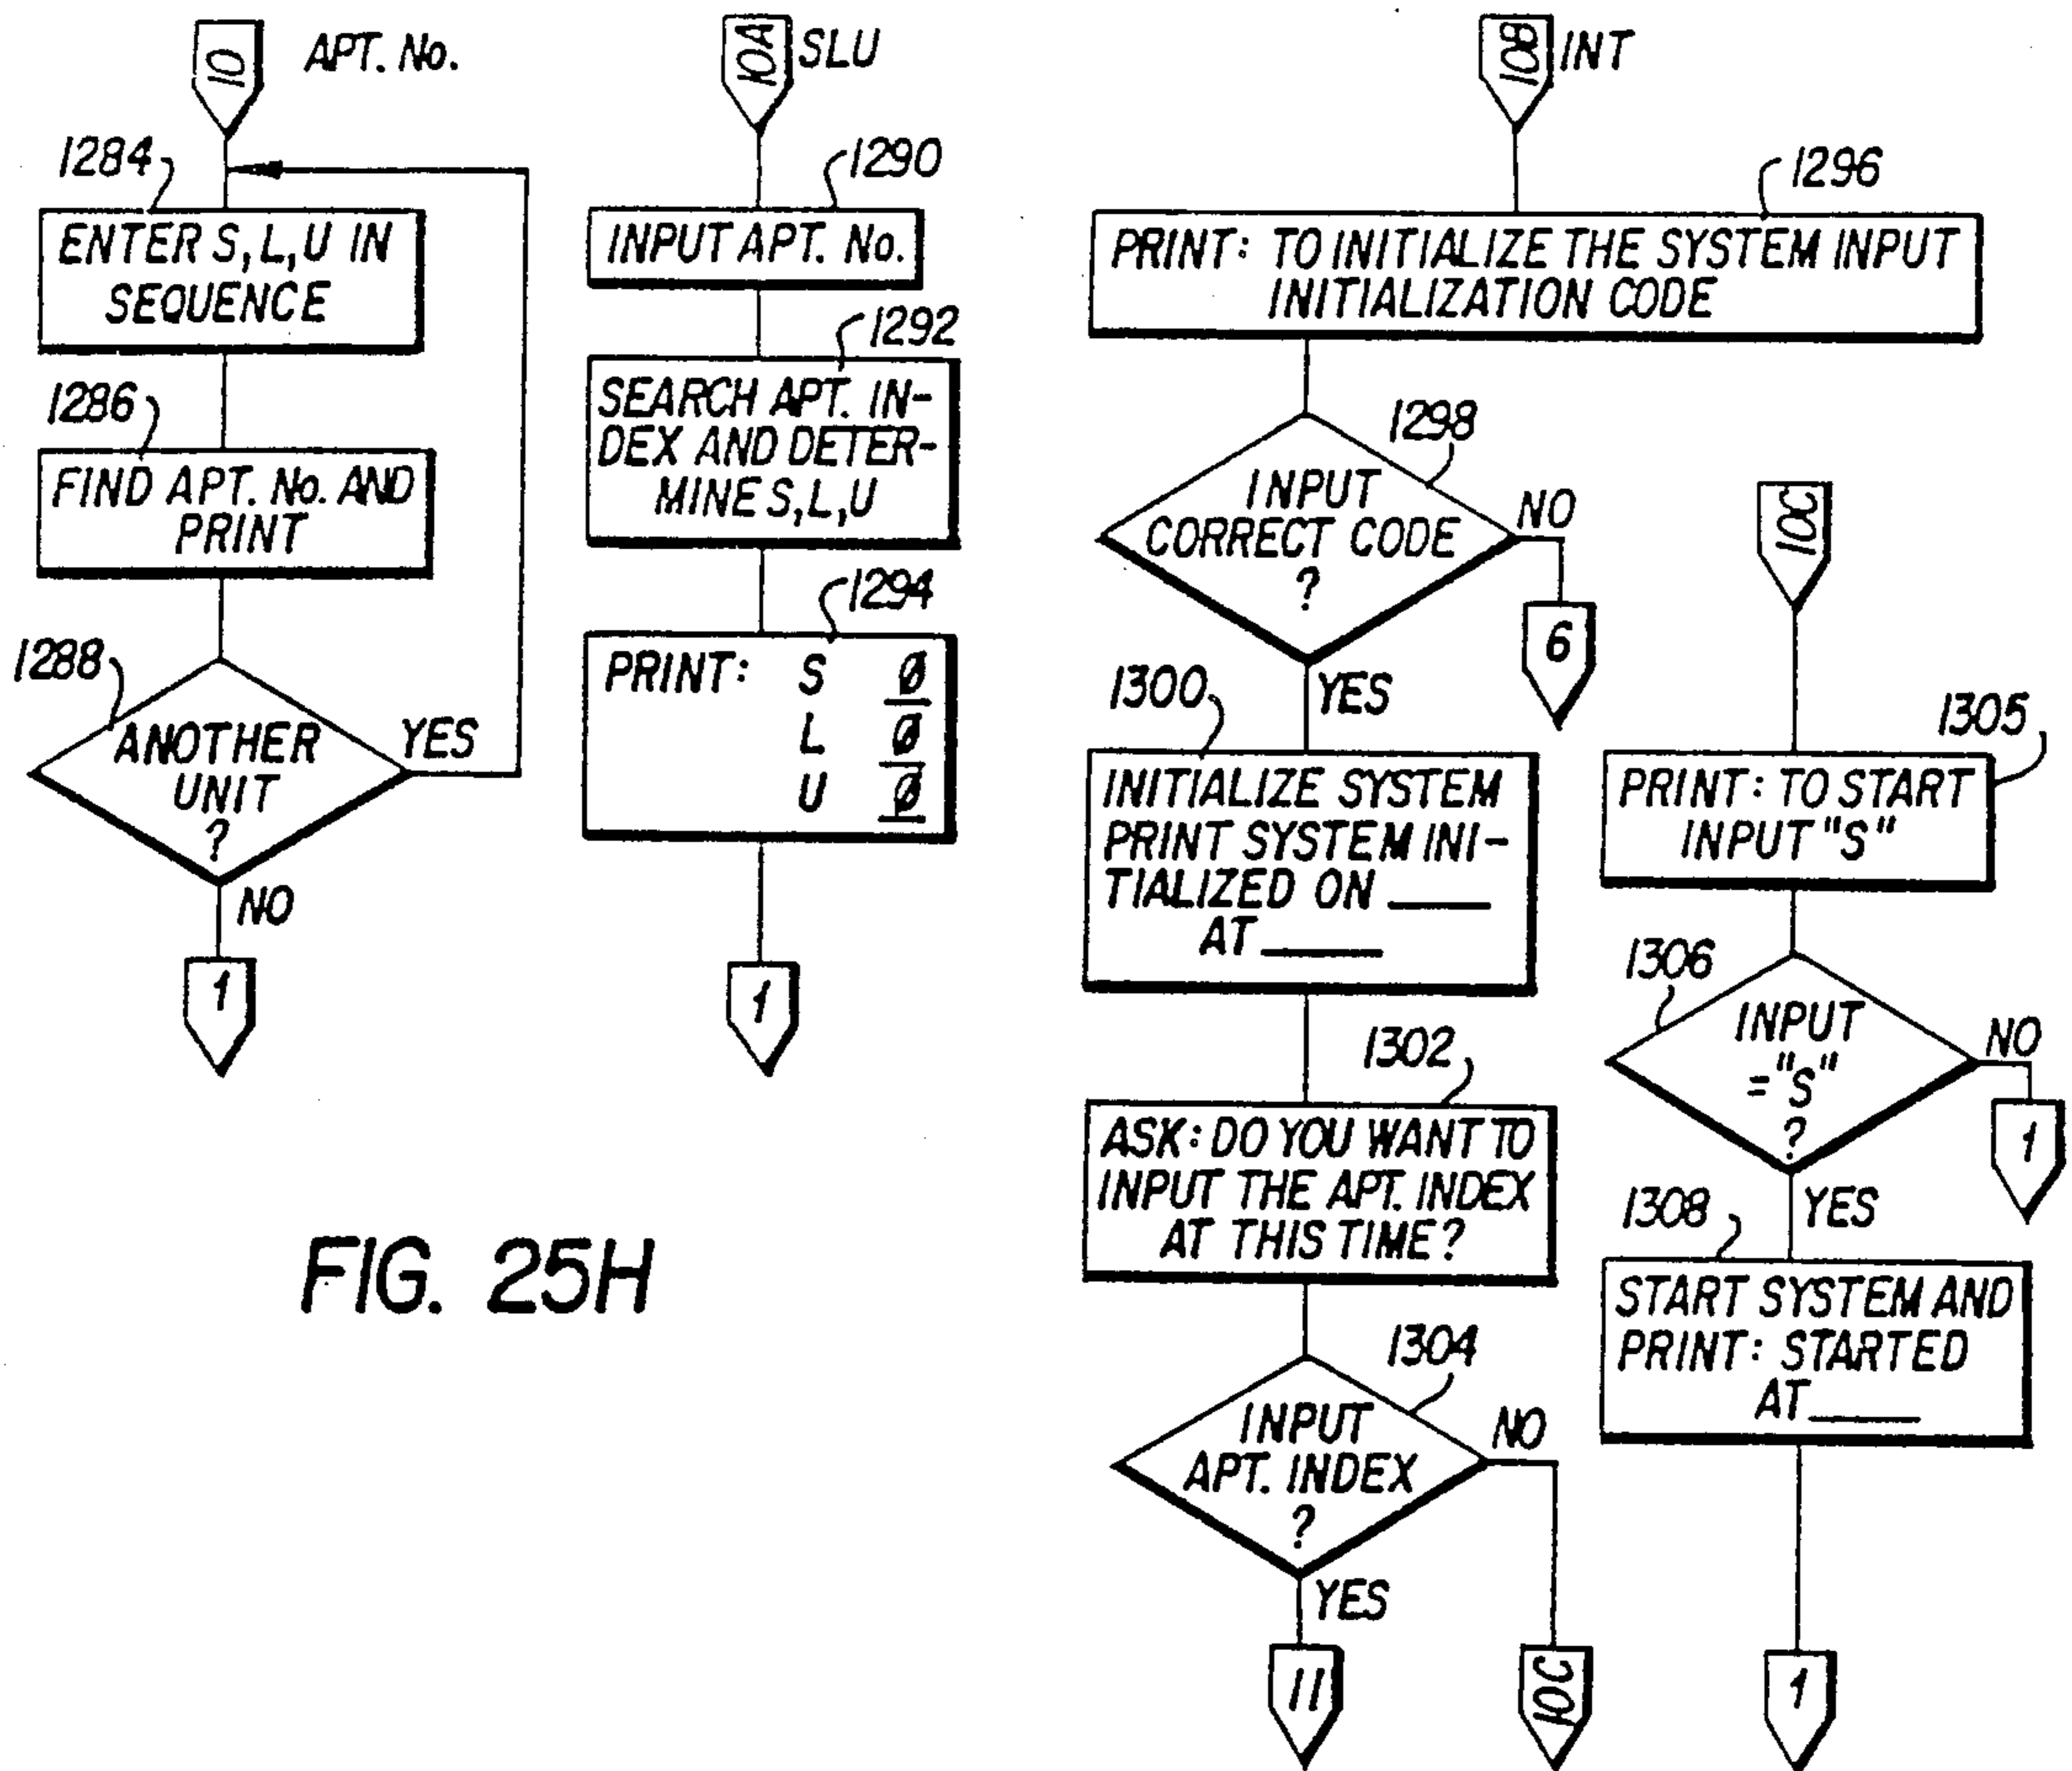 10
APT. No.
1284
ENTER S, L, U IN
SEQUENCE
1286
FIND APT. No. AND
PRINT
1288
ANOTHER
UNIT
?
YES
NO
1
10A
SLU
1290
INPUT APT. No.
1292
SEARCH APT. IN-
DEX AND DETER-
MINE S, L, U
1294
PRINT: S Ø
L Ø
U Ø
1
10B
INT
1296
PRINT: TO INITIALIZE THE SYSTEM INPUT
INITIALIZATION CODE
1298
INPUT
CORRECT CODE
?
NO
6
YES
1300
INITIALIZE SYSTEM
PRINT SYSTEM INI-
TIALIZED ON _____
AT _____
1302
ASK: DO YOU WANT TO
INPUT THE APT. INDEX
AT THIS TIME?
1304
INPUT
APT. INDEX
?
NO
YES
11
10C
10C
1305
PRINT: TO START
INPUT "S"
1306
INPUT
= "S"
?
NO
1
YES
1308
START SYSTEM AND
PRINT: STARTED
AT _____
1
FIG. 25H